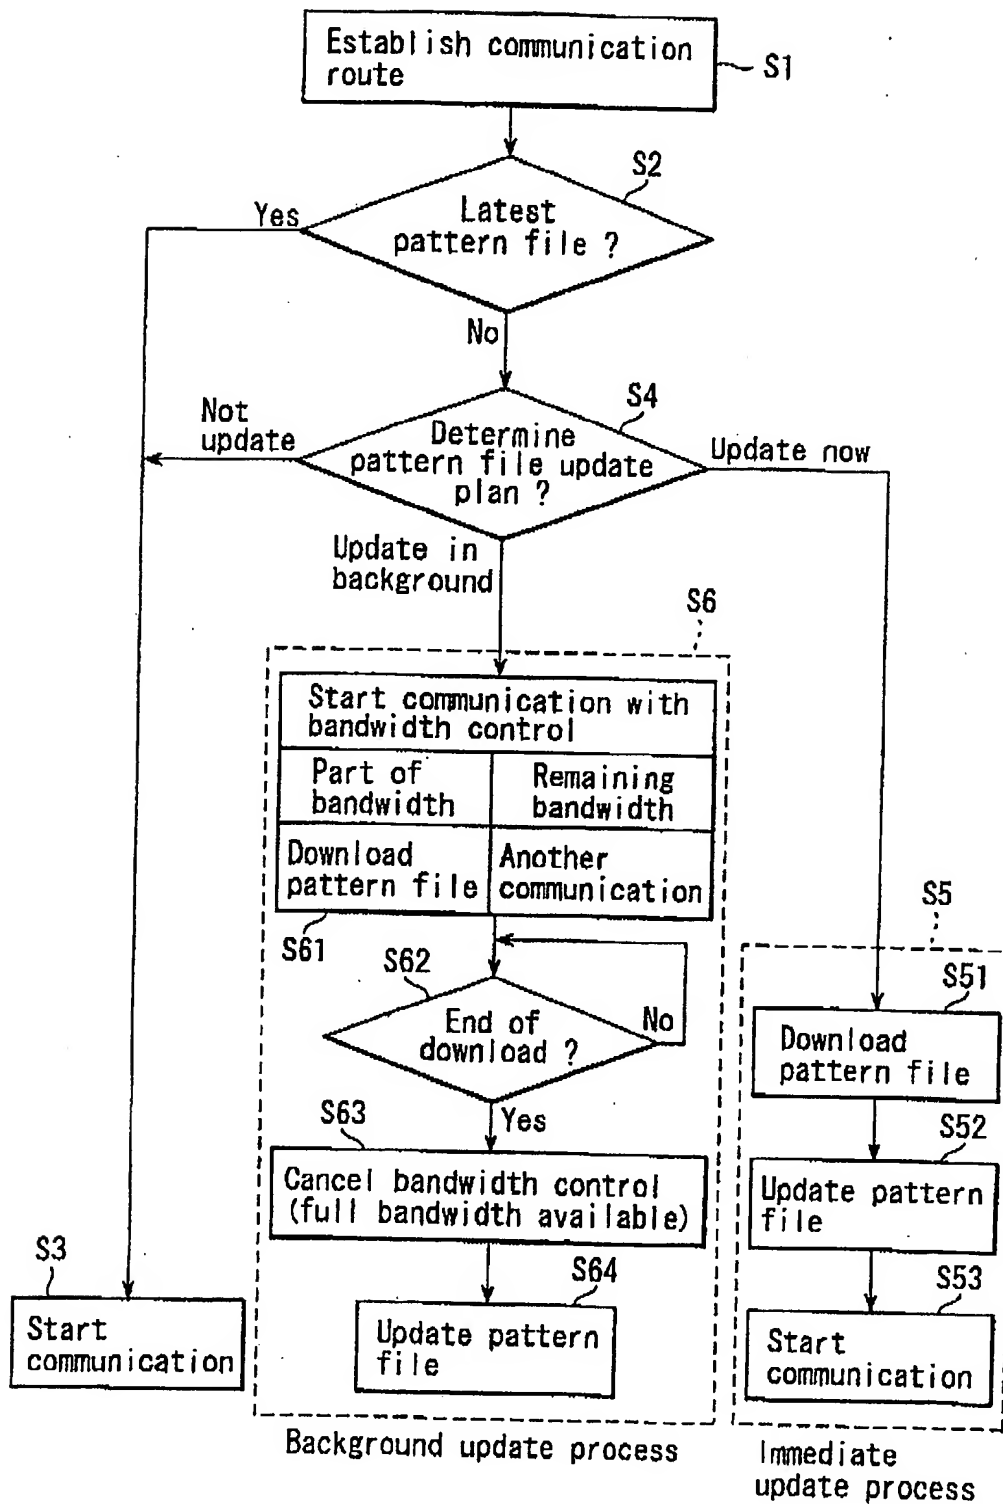 Establish communication
route
S1
S2
Latest
pattern file ?
Yes
No
S4
Not
update
Determine
pattern file update
plan ?
Update now
Update in
background
S6
Start communication with
bandwidth control
Part of
bandwidth
Remaining
bandwidth
Download
pattern file
Another
communication
S61
S62
End of
download ?
No
Yes
S63
Cancel bandwidth control
(full bandwidth available)
S64
Update pattern
file
Background update process
S3
Start
communication
S5
S51
Download
pattern file
S52
Update pattern
file
S53
Start
communication
Immediate
update process